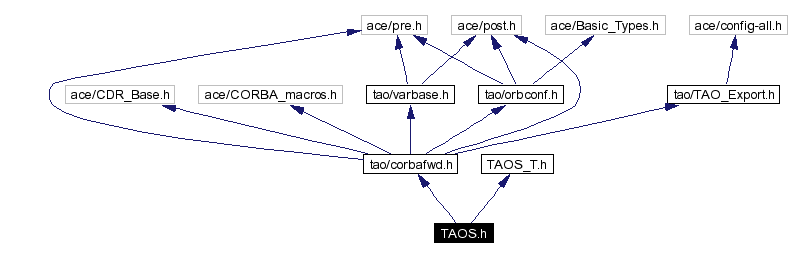 ace/pre.h
ace/post.h
ace/Basic_Types.h
ace/config-all.h
ace/CDR_Base.h
ace/CORBA_macros.h
tao/varbase.h
tao/orbconf.h
tao/TAO_Export.h
tao/corbafwd.h
TAOS_T.h
TAOS.h